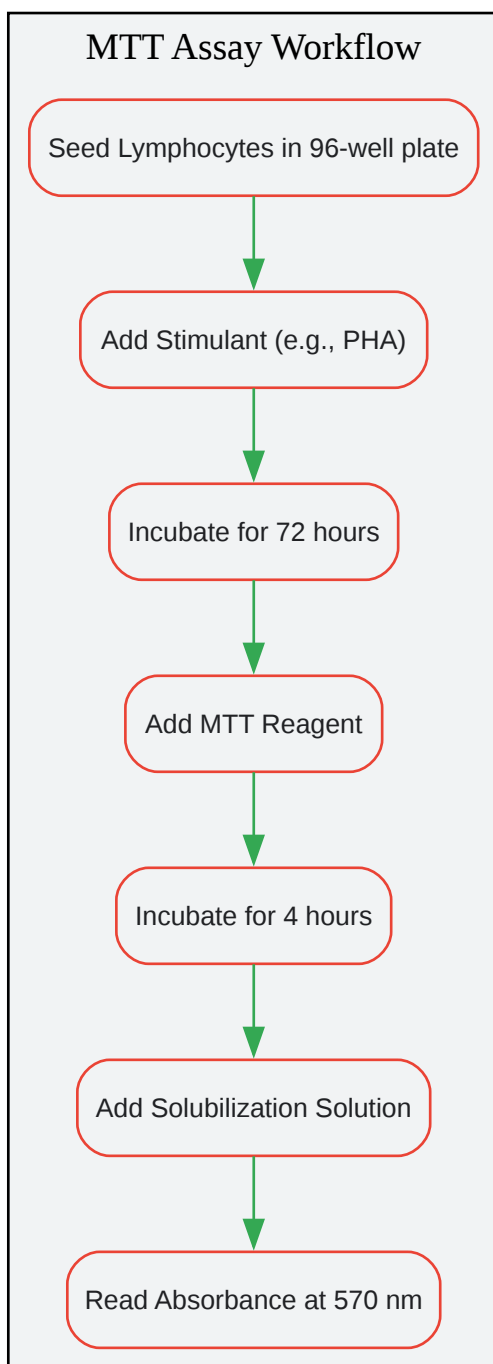 MTT Assay Workflow
Seed Lymphocytes in 96-well plate
Add Stimulant (e.g., PHA)
Incubate for 72 hours
Add MTT Reagent
Incubate for 4 hours
Add Solubilization Solution
Read Absorbance at 570 nm